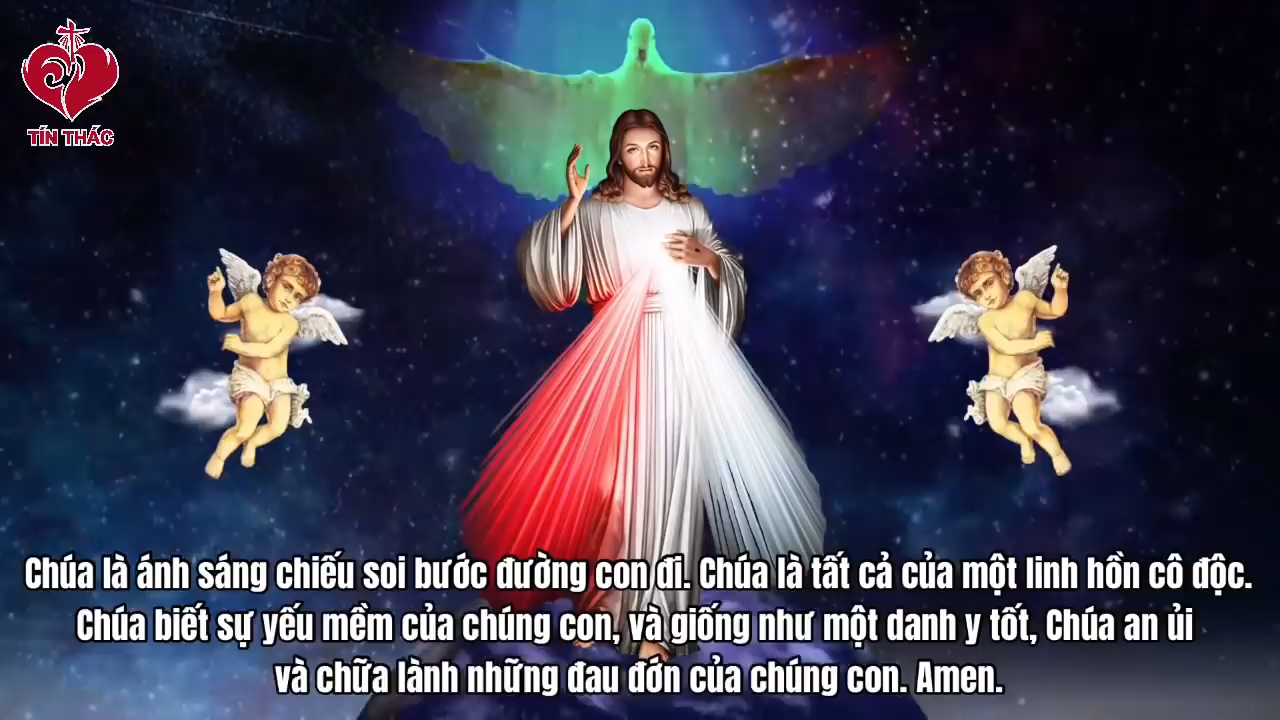 TÍN THÁC
Chúa là ánh sáng chiếu soi bước đường con đi. Chúa là tất cả của một linh hồn cô độc.
Chúa biết sự yếu mềm của chúng con, và giống như một danh y tốt, Chúa an ủi
và chữa lành những đau đớn của chúng con. Amen.